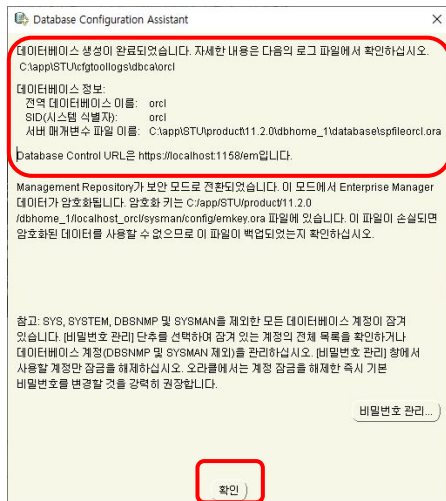 Database Configuration Assistant
데이터베이스 생성이 완료되었습니다. 자세한 내용은 다음의 로그 파일에서 확인하십시오.
C:\app\STU\cfgtoollogs\dbca\orcl
데이터베이스 정보:
전역 데이터베이스 이름: orcl
SID(시스템 식별자): orcl
서버 매개변수 파일 이름: C:\app\STU\product\11.2.0\dbhome_1\database\spfileorcl.ora
Database Control URL은 https://localhost:1158/em입니다.
Management Repository가 보안 모드로 전환되었습니다. 이 모드에서 Enterprise Manager
데이터가 암호화됩니다. 암호화 키는 C:/app/STU/product/11.2.0
/dbhome_1/localhost_orcl/sysman/config/emkey.ora 파일에 있습니다. 이 파일이 손실되면
암호화된 데이터를 사용할 수 없으므로 이 파일이 백업되었는지 확인하십시오.
참고: SYS, SYSTEM, DBSNMP 및 SYSMAN을 제외한 모든 데이터베이스 계정이 잠겨
있습니다. [비밀번호 관리] 단추를 선택하여 잠겨 있는 계정의 전체 목록을 확인하거나
데이터베이스 계정(DBSNMP 및 SYSMAN 제외)을 관리하십시오. [비밀번호 관리] 창에서
사용할 계정만 잠금을 해제하십시오. 오라클에서는 계정 잠금을 해제한 즉시 기본
비밀번호를 변경할 것을 강력히 권장합니다.
비밀번호 관리...
확인